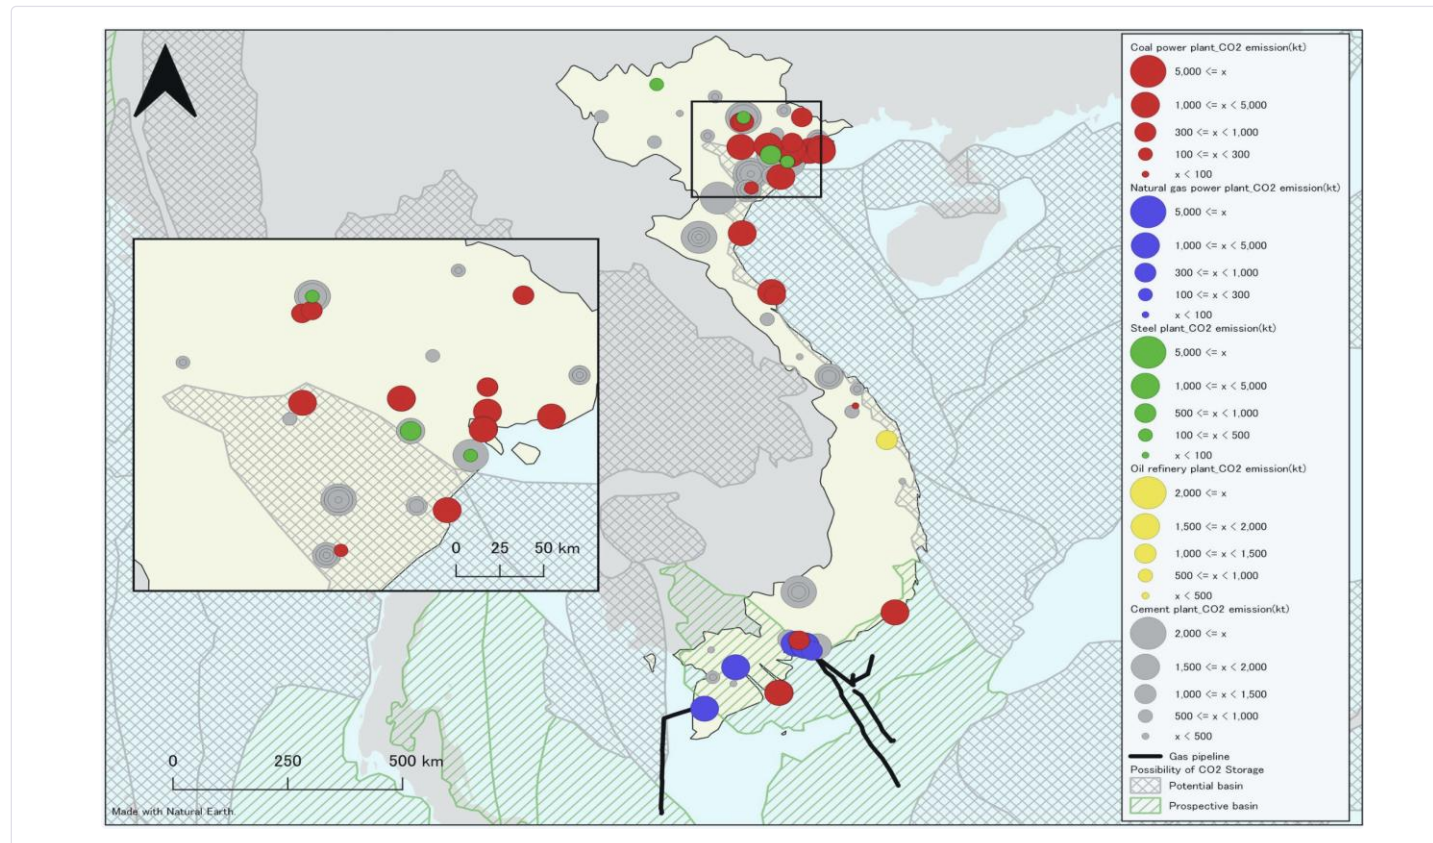 Coal power plant_CO2 emission(kt)
5,000 <= x
1,000 <= x < 5,000
300 <= x < 1,000
100 <= x < 300
x < 100
Natural gas power plant_CO2 emission(kt)
5,000 <= x
1,000 <= x < 5,000
300 <= x < 1,000
100 <= x < 300
x < 100
Steel plant_CO2 emission(kt)
5,000 <= x
1,000 <= x < 5,000
500 <= x < 1,000
100 <= x < 500
x < 100
Oil refinery plant_CO2 emission(kt)
2,000 <= x
1,500 <= x < 2,000
1,000 <= x < 1,500
500 <= x < 1,000
x < 500
Cement plant_CO2 emission(kt)
2,000 <= x
1,500 <= x < 2,000
1,000 <= x < 1,500
500 <= x < 1,000
x < 500
Gas pipeline
Possibility of CO2 Storage
Potential basin
Prospective basin
0 25 50 km
0 250 500 km
Made with Natural Earth.